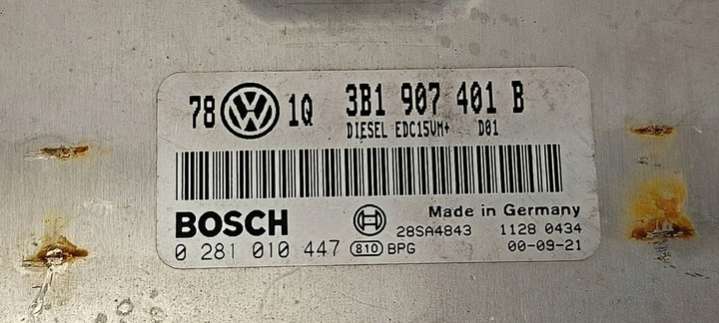 78 VW 1Q 3B1 907 401 B
DIESEL EDC15VM+ D01
BOSCH Made in Germany
28SA4843 1128 0434
0 281 010 447 810 BPG 00-09-21